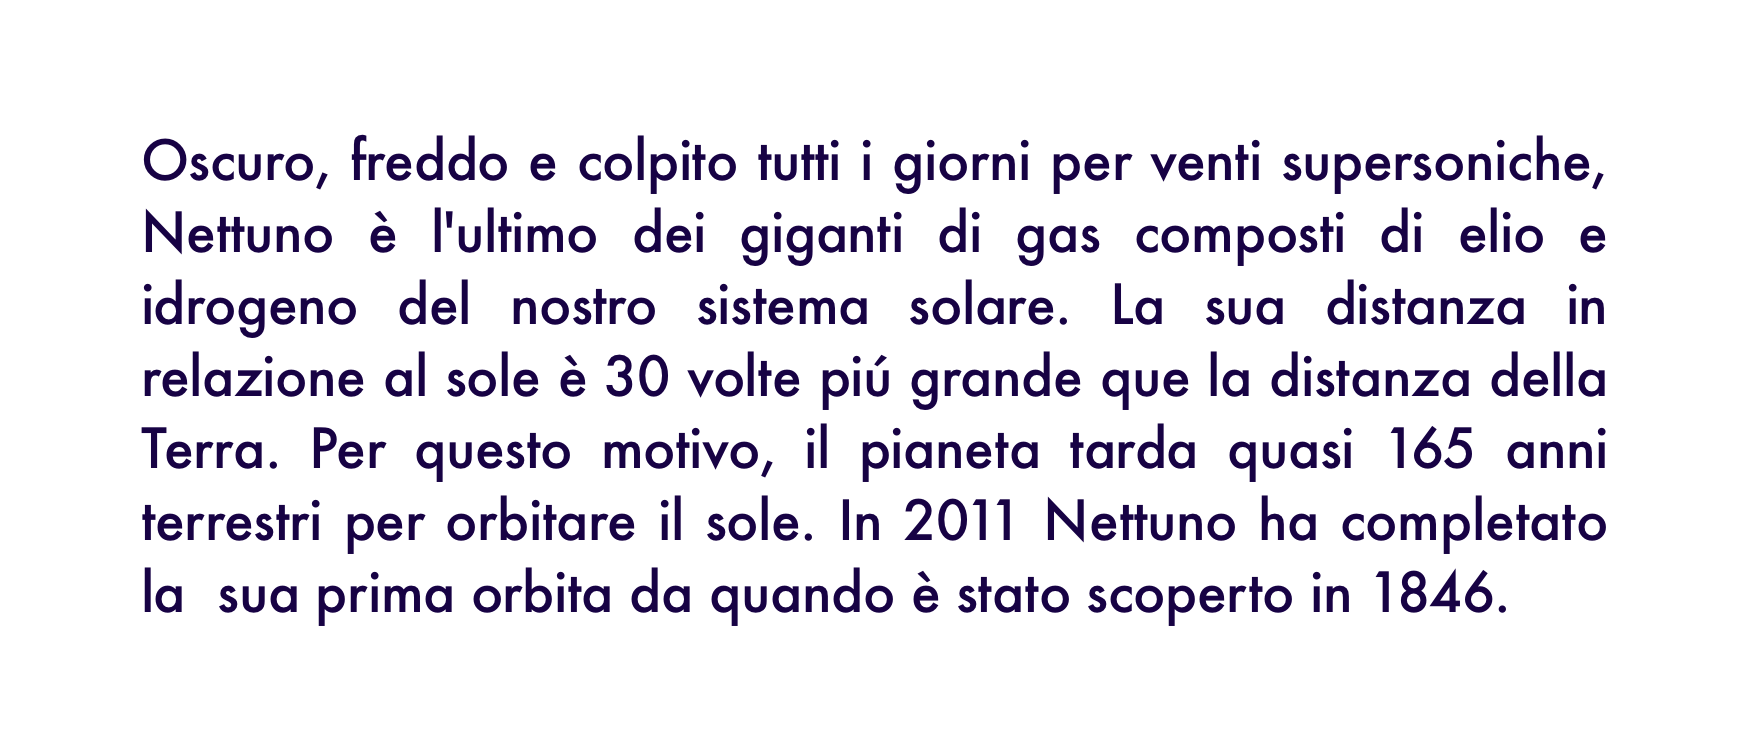 Oscuro, freddo e colpito tutti i giorni per venti supersoniche,
Nettuno è l'ultimo dei giganti di gas composti di elio e
idrogeno del nostro sistema solare. La sua distanza in
relazione al sole è 30 volte piú grande que la distanza della
Terra. Per questo motivo, il pianeta tarda quasi 165 anni
terrestri per orbitare il sole. In 2011 Nettuno ha completato
la  sua prima orbita da quando è stato scoperto in 1846.